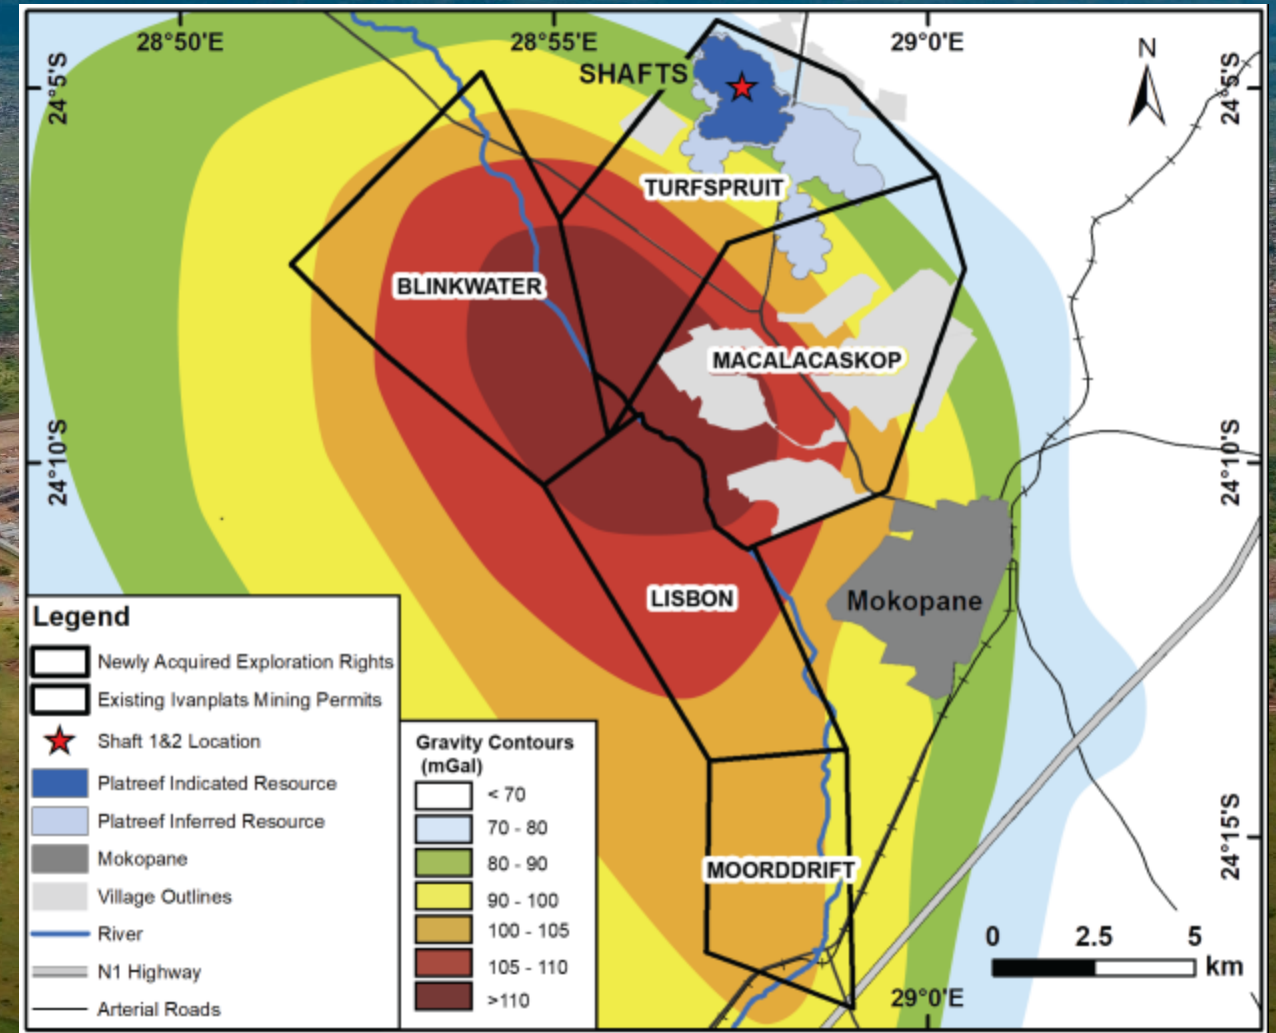 28°50'E
28°55'E
29°0'E
N
24°5'S
24°5'S
SHAFTS
TURFSPRUIT
BLINKWATER
MACALACASKOP
24°10'S
24°10'S
LISBON
Mokopane
MOORDDRIFT
24°15'S
Legend
Newly Acquired Exploration Rights
Existing Ivanplats Mining Permits
Shaft 1&2 Location
Platreef Indicated Resource
Platreef Inferred Resource
Mokopane
Village Outlines
River
N1 Highway
Arterial Roads
Gravity Contours
(mGal)
< 70
70 - 80
80 - 90
90 - 100
100 - 105
105 - 110
>110
0 2.5 5
km
29°0'E